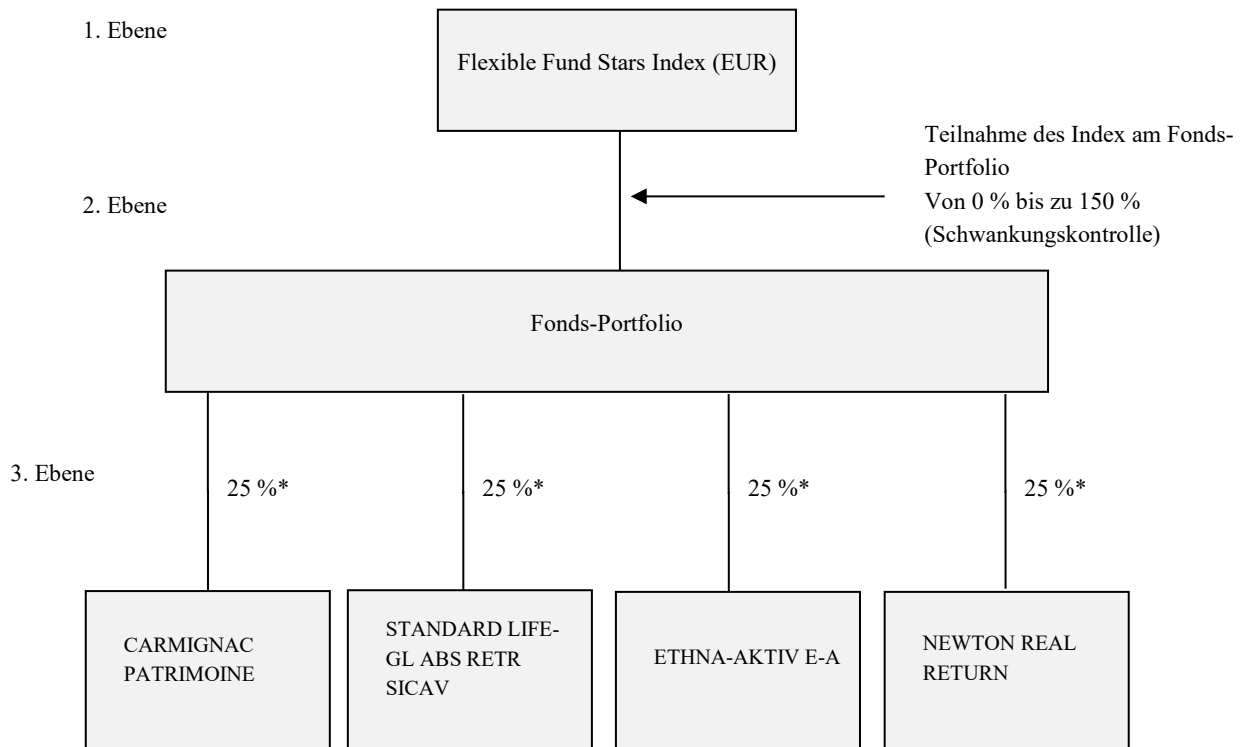 1. Ebene
Flexible Fund Stars Index (EUR)
Teilnahme des Index am Fonds-
Portfolio
Von 0 % bis zu 150 %
(Schwankungskontrolle)
2. Ebene
Fonds-Portfolio
3. Ebene
25 %*
25 %*
25 %*
25 %*
CARMIGNAC
PATRIMOINE
STANDARD LIFE-
GL ABS RETR
SICAV
ETHNA-AKTIV E-A
NEWTON REAL
RETURN